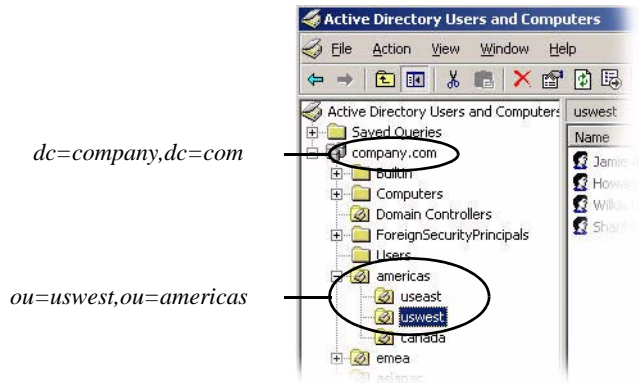 Active Directory Users and Computers
File Action View Window Help
Active Directory Users and Computers
Saved Queries
company.com
Builtin
Computers
Domain Controllers
ForeignSecurityPrincipals
Users
americas
useast
uswest
canada
emea
uswest
Name
Jamie
dc=company,dc=com
ou=uswest,ou=americas